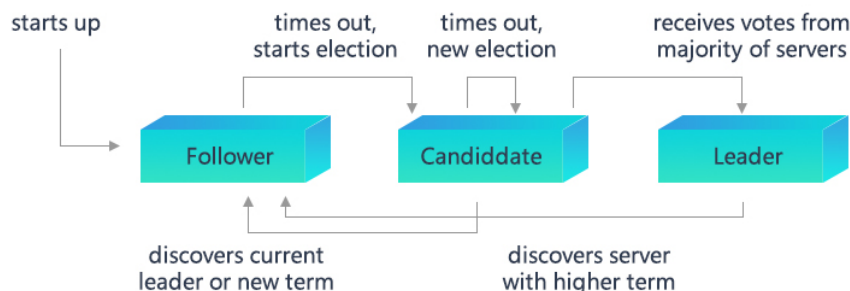 starts up
times out,
starts election
times out,
new election
receives votes from
majority of servers
Follower
Candiddate
Leader
discovers current
leader or new term
discovers server
with higher term